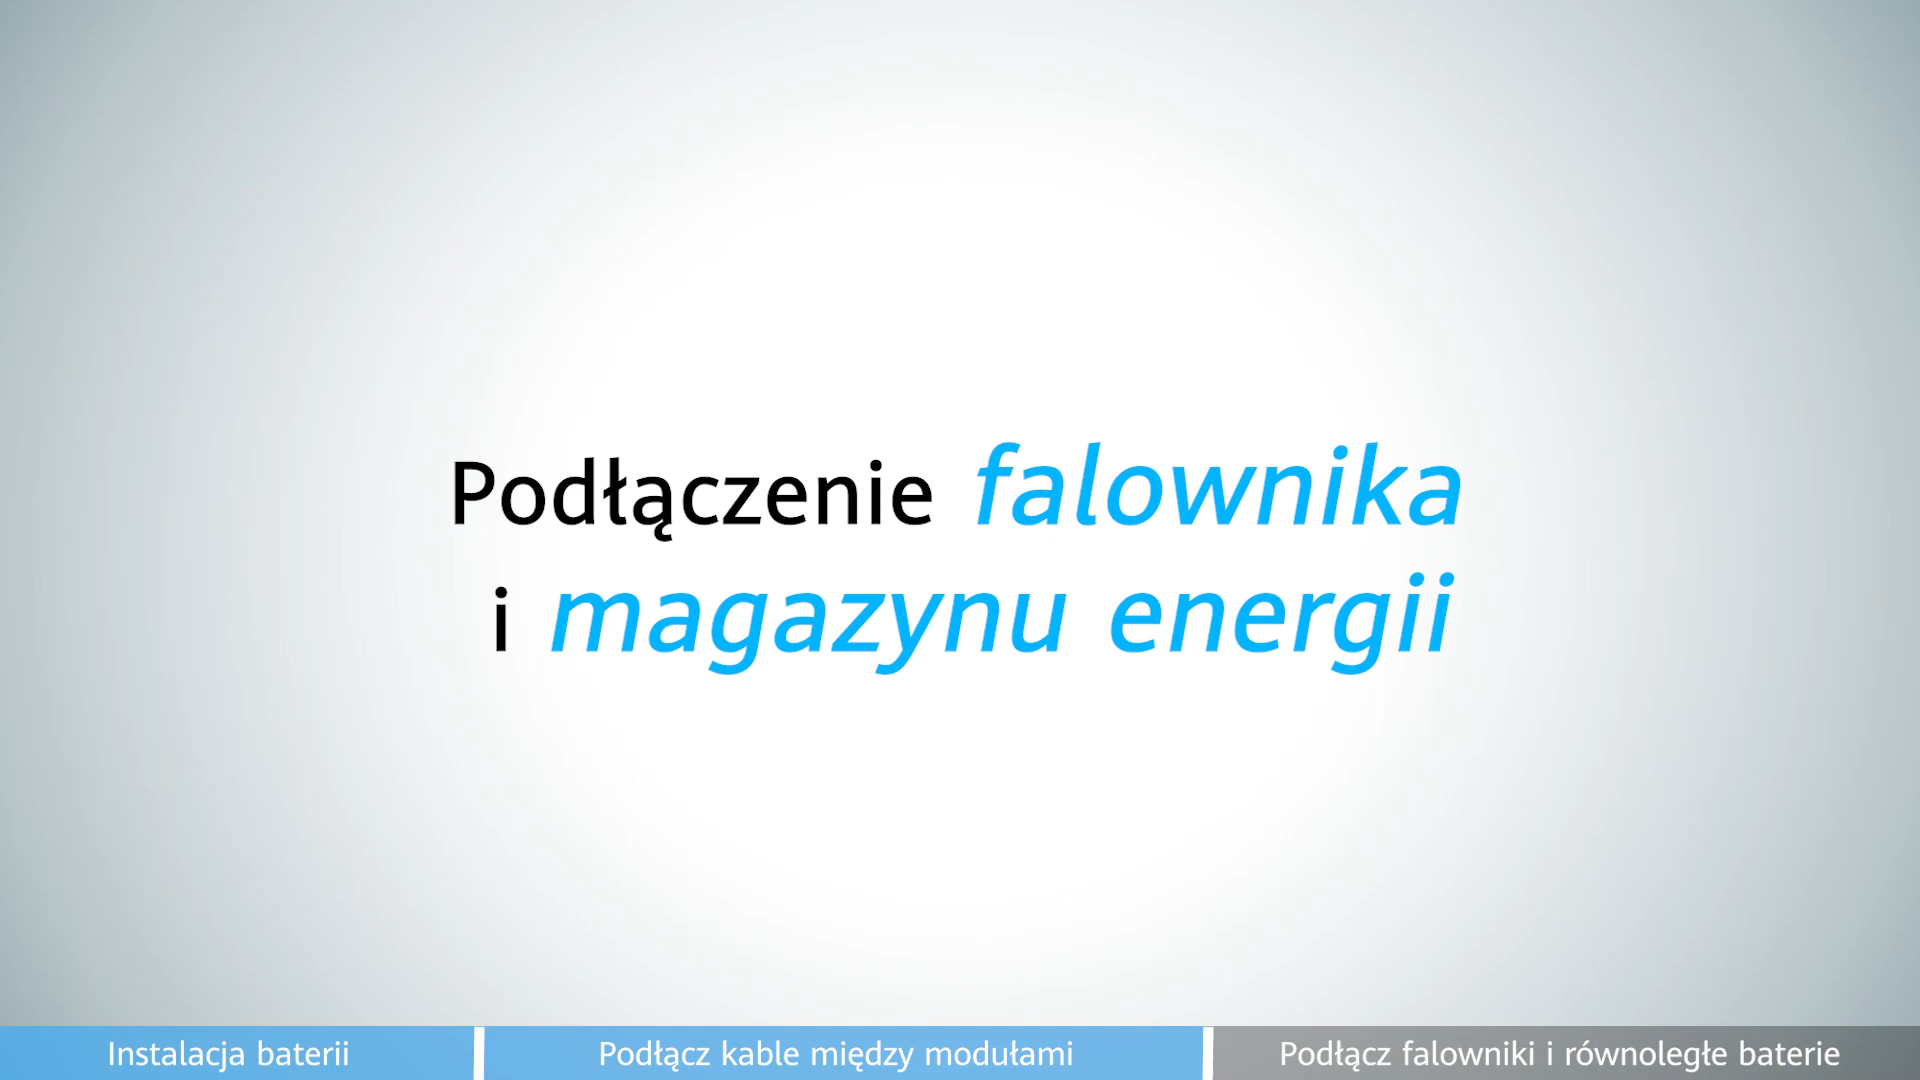 Podłączenie falownika
i magazynu energii
Instalacja baterii
Podłącz kable między modułami
Podłącz falowniki i równoległe baterie